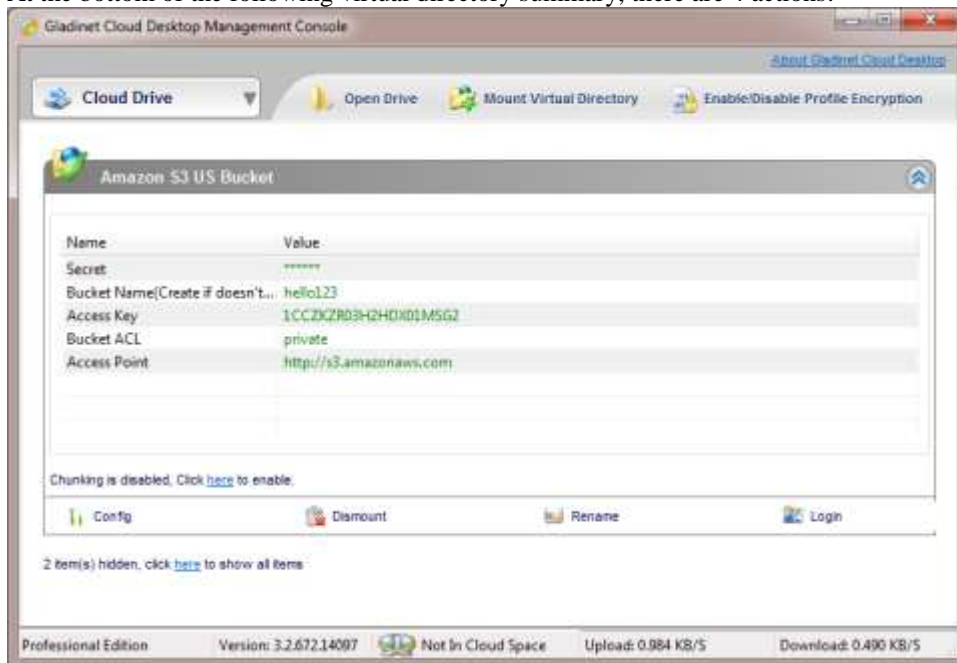 At the bottom of the following virtual directory summary, there are 4 actions:
Gladinet Cloud Desktop Management Console
About Gladinet Cloud Desktop
Cloud Drive
Open Drive
Mount Virtual Directory
Enable/Disable Profile Encryption
Amazon S3 US Bucket
Name Value
Secret ******
Bucket Name(Create if doesn't... hello123
Access Key
Bucket ACL private
Access Point http://s3.amazonaws.com
Chunking is disabled, Click here to enable.
Config Dismount Rename Login
2 item(s) hidden, click here to show all items
Professional Edition Version: 3.2.672.14097 Not In Cloud Space Upload: 0.984 KB/S Download: 0.490 KB/S